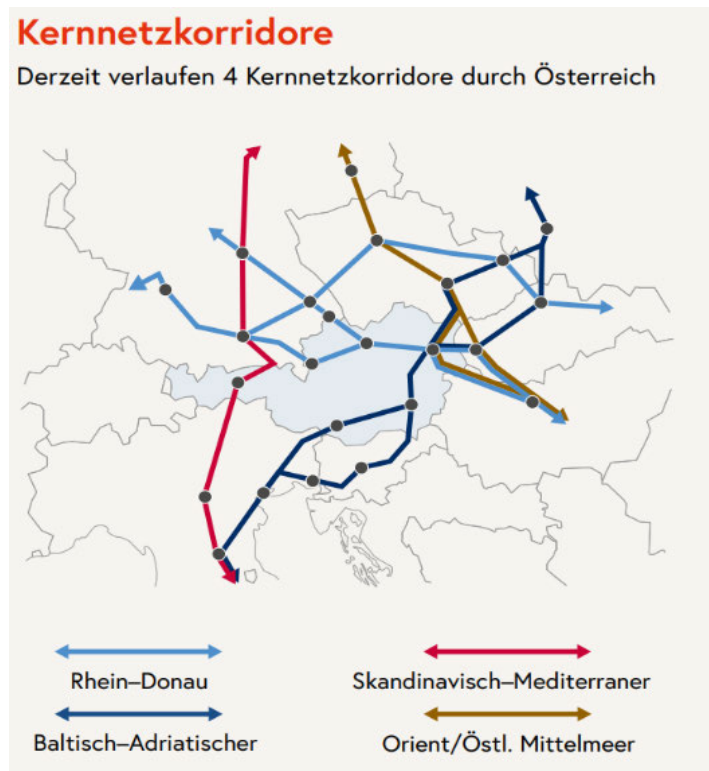 Kernnetzkorridore
Derzeit verlaufen 4 Kernnetzkorridore durch Österreich
Rhein–Donau
Skandinavisch–Mediterraner
Baltisch–Adriatischer
Orient/Östl. Mittelmeer